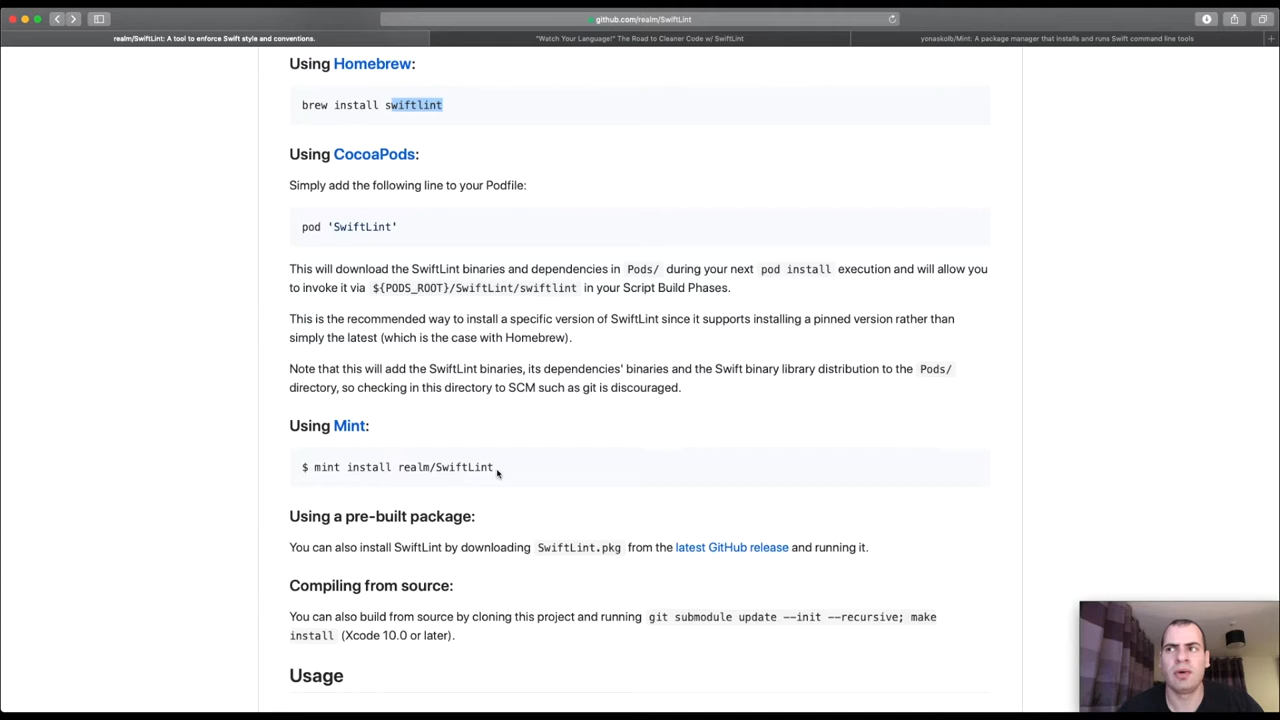 github.com/realm/SwiftLint
realm/SwiftLint: A tool to enforce Swift style and conventions.
"Watch Your Language!" The Road to Cleaner Code w/ SwiftLint
yonaskolb/Mint: A package manager that installs and runs Swift command line tools
Using Homebrew:
brew install swiftlint
Using CocoaPods:
Simply add the following line to your Podfile:
pod 'SwiftLint'
This will download the SwiftLint binaries and dependencies in Pods/ during your next pod install execution and will allow you
to invoke it via ${PODS_ROOT}/SwiftLint/swiftlint in your Script Build Phases.
This is the recommended way to install a specific version of SwiftLint since it supports installing a pinned version rather than
simply the latest (which is the case with Homebrew).
Note that this will add the SwiftLint binaries, its dependencies' binaries and the Swift binary library distribution to the Pods/
directory, so checking in this directory to SCM such as git is discouraged.
Using Mint:
$ mint install realm/SwiftLint
Using a pre-built package:
You can also install SwiftLint by downloading SwiftLint.pkg from the latest GitHub release and running it.
Compiling from source:
You can also build from source by cloning this project and running git submodule update --init --recursive; make
install (Xcode 10.0 or later).
Usage